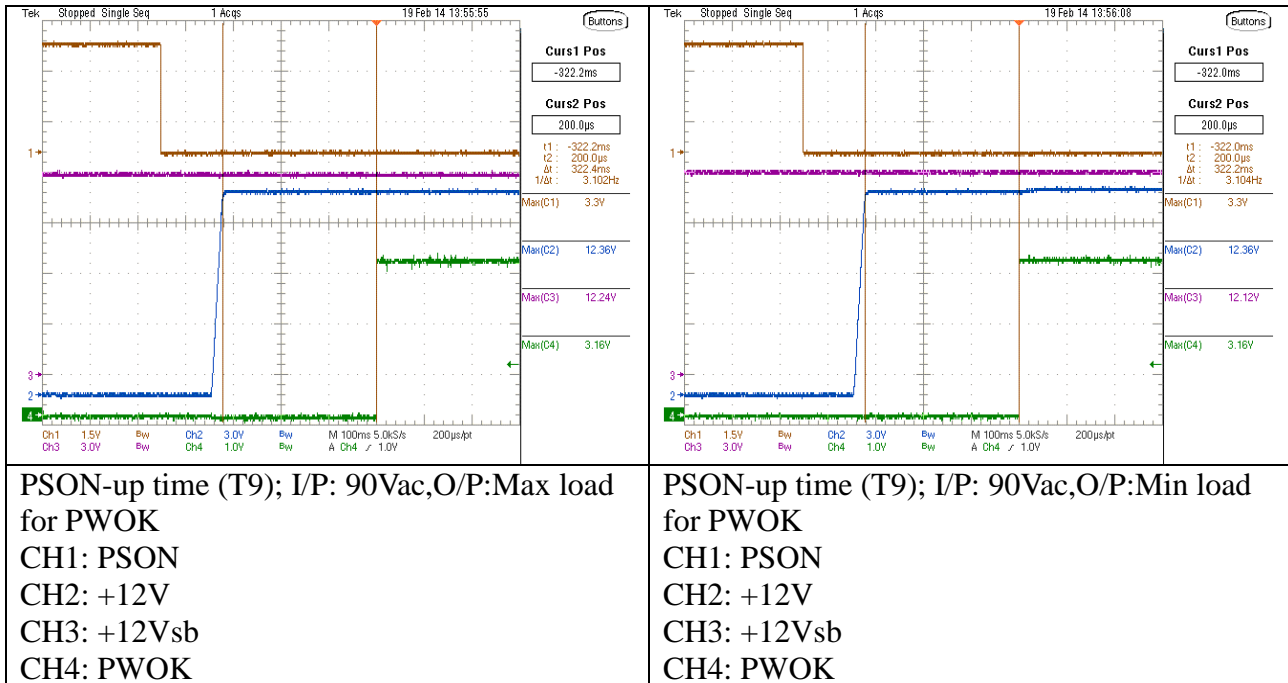 Tek Stopped Single Seq 1 Acqs 19 Feb 14 13:55:55
Buttons
Curs1 Pos
-322.2ms
Curs2 Pos
200.0µs
t1 : -322.2ms
t2 : 200.0µs
Δt : 322.4ms
1/Δt : 3.102Hz
Max(C1) 3.3V
Max(C2) 12.36V
Max(C3) 12.24V
Max(C4) 3.16V
1
3
2
4
Ch1 1.5V Bw Ch2 3.0V Bw M 100ms 5.0kS/s 200µs/pt
Ch3 3.0V Bw Ch4 1.0V Bw A Ch4 / 1.0V
PSON-up time (T9); I/P: 90Vac,O/P:Max load
for PWOK
CH1: PSON
CH2: +12V
CH3: +12Vsb
CH4: PWOK
Tek Stopped Single Seq 1 Acqs 19 Feb 14 13:56:08
Buttons
Curs1 Pos
-322.0ms
Curs2 Pos
200.0µs
t1 : -322.0ms
t2 : 200.0µs
Δt : 322.2ms
1/Δt : 3.104Hz
Max(C1) 3.3V
Max(C2) 12.36V
Max(C3) 12.12V
Max(C4) 3.16V
1
3
2
4
Ch1 1.5V Bw Ch2 3.0V Bw M 100ms 5.0kS/s 200µs/pt
Ch3 3.0V Bw Ch4 1.0V Bw A Ch4 / 1.0V
PSON-up time (T9); I/P: 90Vac,O/P:Min load
for PWOK
CH1: PSON
CH2: +12V
CH3: +12Vsb
CH4: PWOK